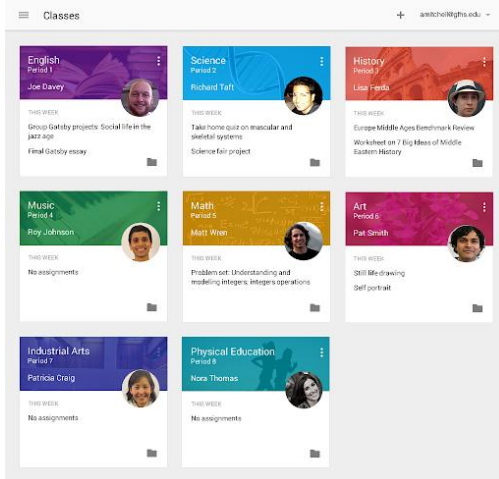 Classes
+ amitchell@gfhs.edu
English
Period 1
Joe Davey
THIS WEEK
Group Gatsby projects: Social life in the
jazz age
Final Gatsby essay
Science
Period 2
Richard Taft
THIS WEEK
Take home quiz on muscular and
skeletal systems
Science fair project
History
Period 3
Lisa Ferda
THIS WEEK
Europe Middle Ages Benchmark Review
Worksheet on 7 Big Ideas of Middle
Eastern History
Music
Period 4
Roy Johnson
THIS WEEK
No assignments
Math
Period 5
Matt Wren
THIS WEEK
Problem set: Understanding and
modeling integers; integers operations
Art
Period 6
Pat Smith
THIS WEEK
Still life drawing
Self portrait
Industrial Arts
Period 7
Patricia Craig
THIS WEEK
No assignments
Physical Education
Period 8
Nora Thomas
THIS WEEK
No assignments